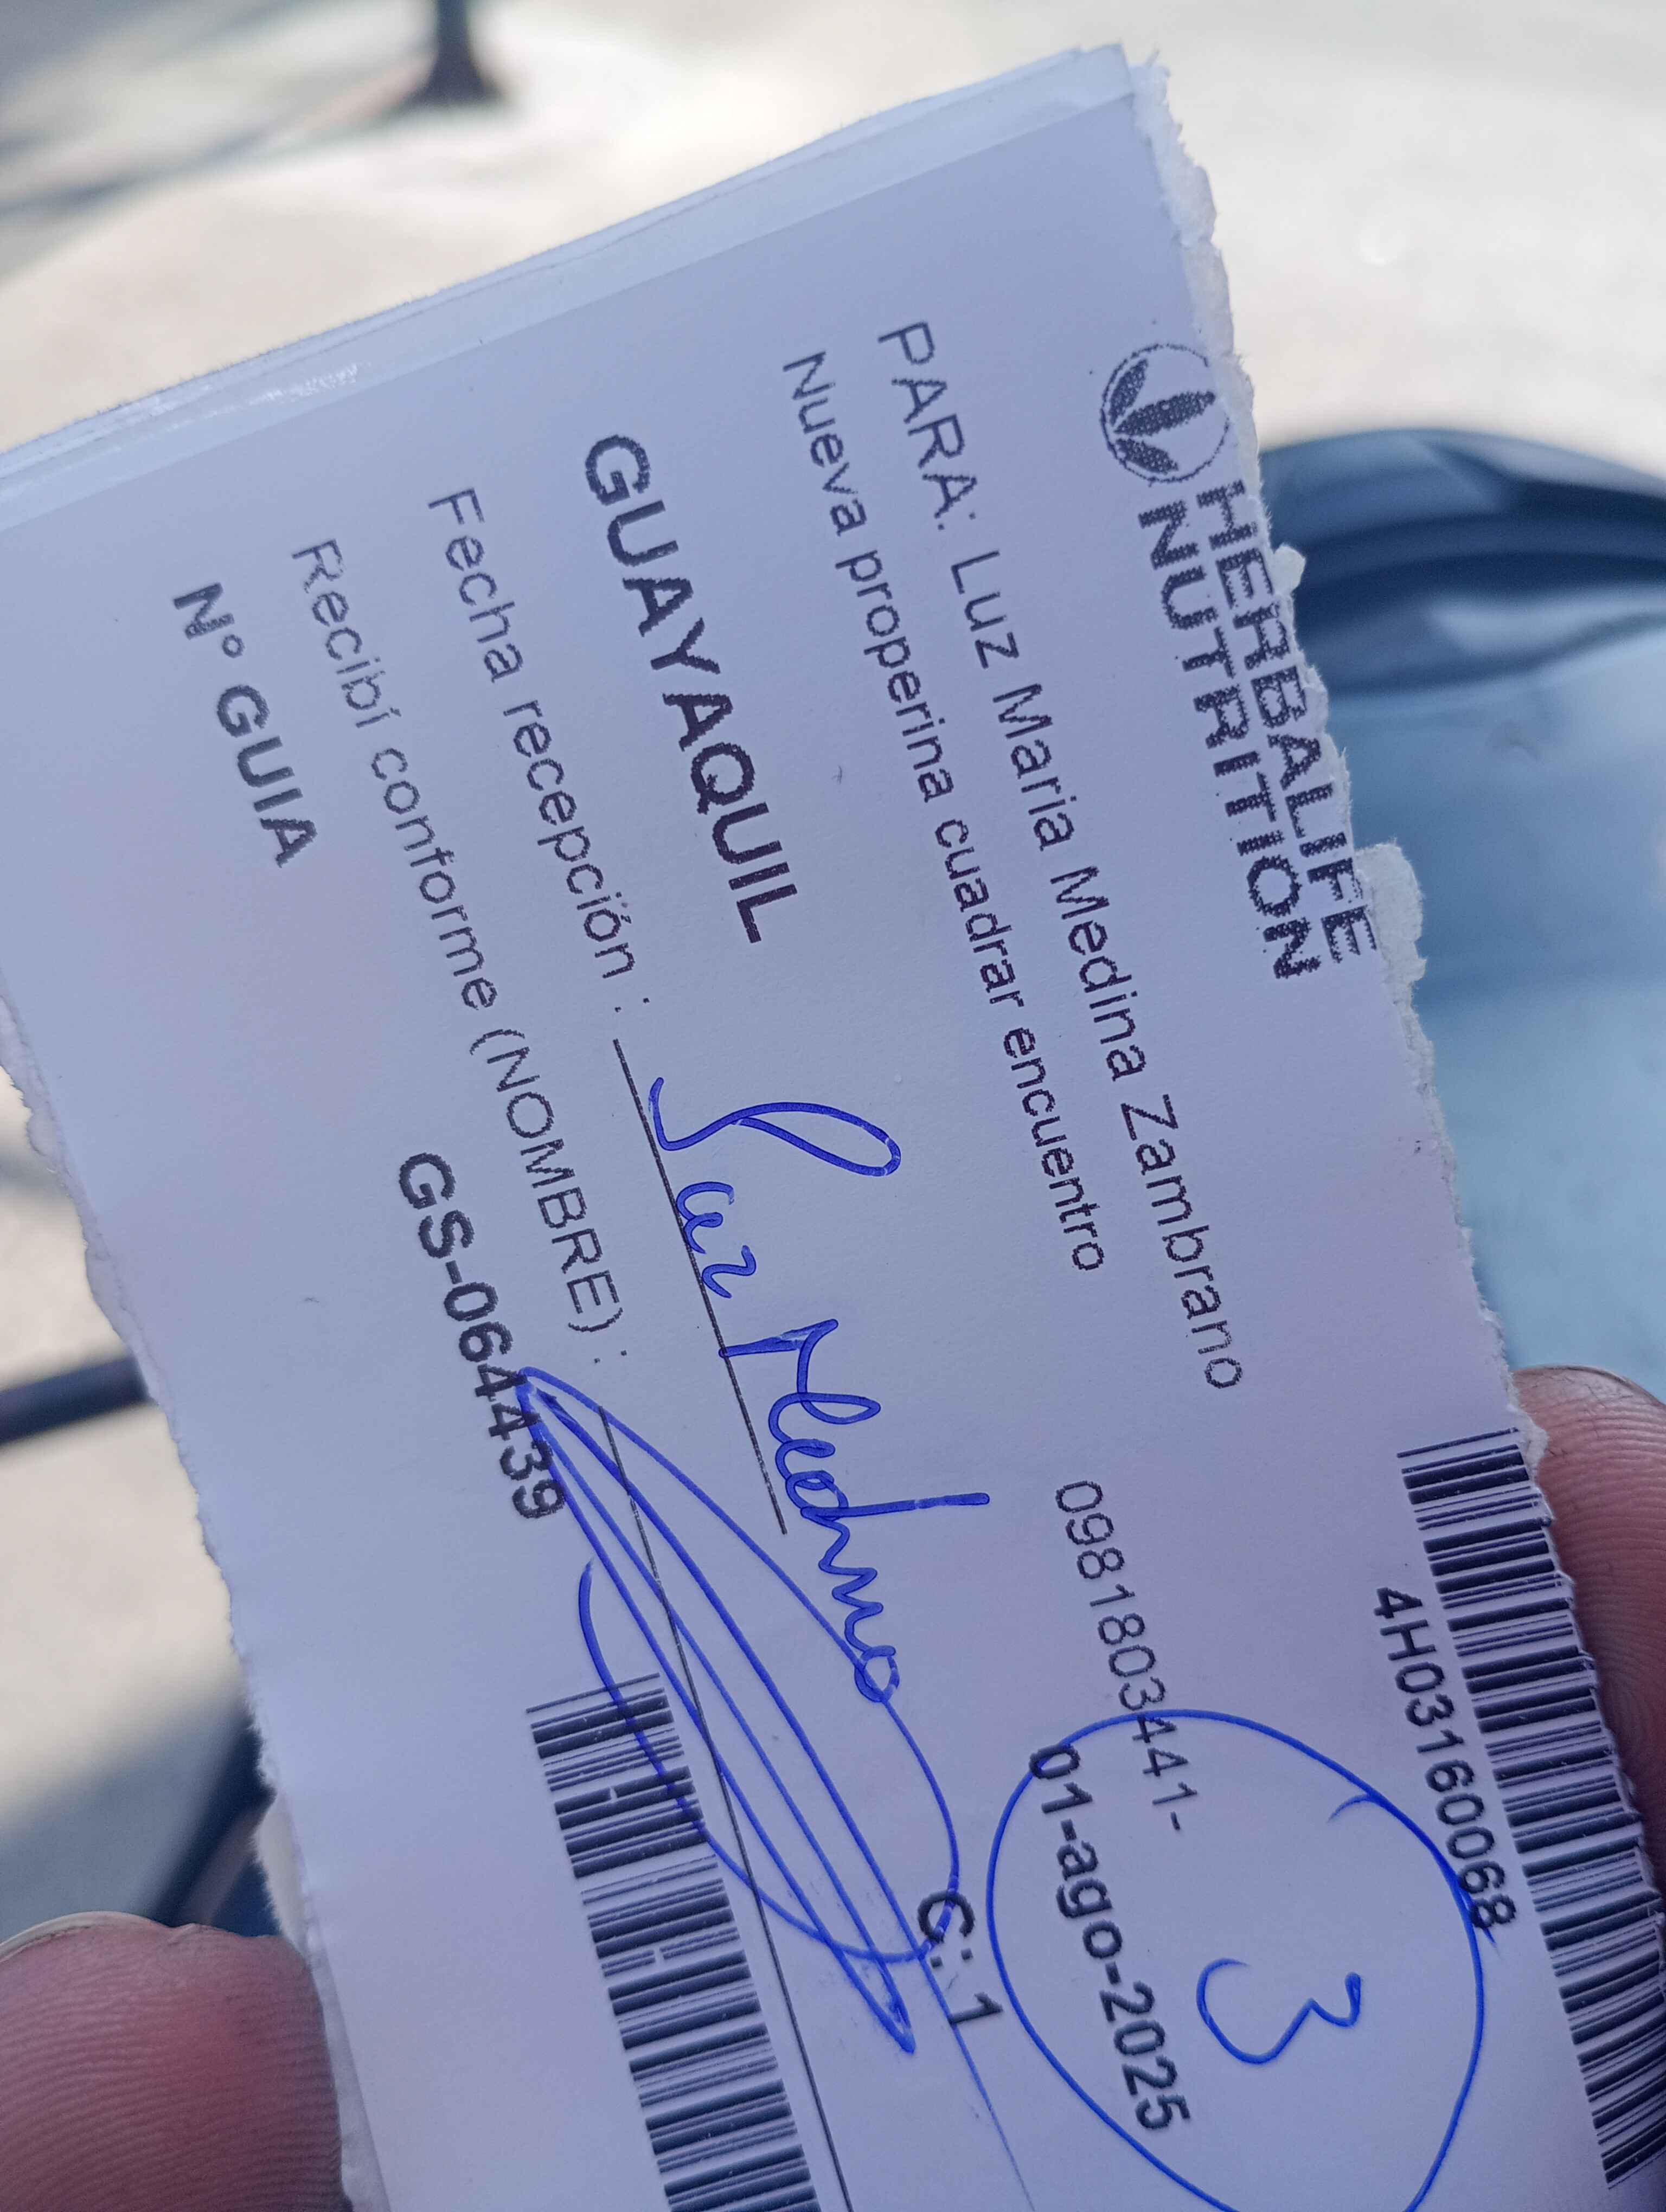 HERBALIFE
NUTRITION
4H03160068
3
PARA: Luz Maria Medina Zambrano
0981803441-
Nueva properina cuadrar encuentro
01-ago-2025
GUAYAQUIL
C: 1
Fecha recepción :
Luz Medina
Recibí conforme (NOMBRE) :
N° GUIA
GS-064439